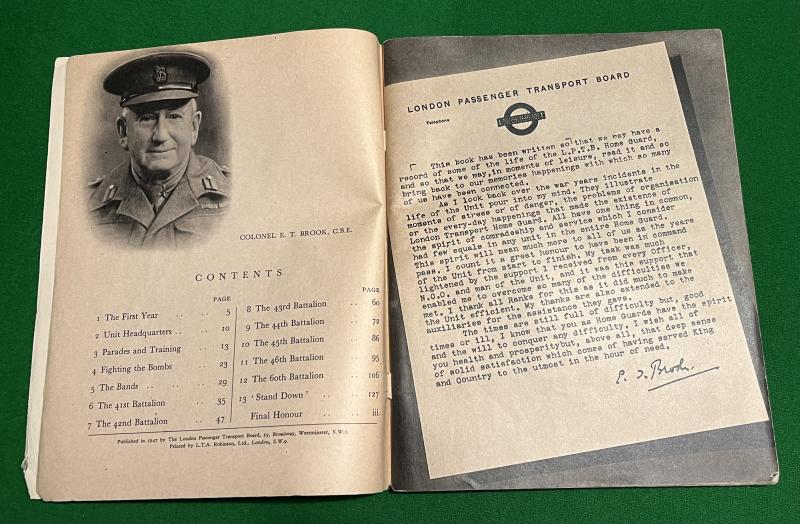 COLONEL E. T. BROOK, C.B.E.
CONTENTS
PAGE
1 The First Year .. 5
2 Unit Headquarters .. .. 10
3 Parades and Training 13
4 Fighting the Bombs 23
5 The Bands .. .. .. 29
6 The 41st Battalion .. 35
7 The 42nd Battalion .. 47
PAGE
8 The 43rd Battalion .. 60
9 The 44th Battalion 72
10 The 45th Battalion .. 86
11 The 46th Battalion .. 95
12 The 60th Battalion .. 106
13 'Stand Down' .. .. 127
Final Honour .. .. iii
Published in 1947 by The London Passenger Transport Board, 55, Broadway, Westminster, S.W.1.
Printed by L.T.A. Robinson, Ltd., London, S.W.9.
LONDON PASSENGER TRANSPORT BOARD
Telephone
This book has been written so that we may have a
record of some of the life of the L.P.T.B. Home Guard,
and so that we may, in moments of leisure, read it and so
bring back to our memories happenings with which so many
of us have been connected.
As I look back over the war years incidents in the
life of the Unit pour into my mind. They illustrate
moments of stress or of danger, the problems of organisation
or the every-day happenings that made the existence of
London Transport Home Guard. All have one thing in common,
the spirit of comradeship and service which I consider
had few equals in any unit in the entire Home Guard.
This spirit will mean much more to all of us as the years
pass. I count it a great honour to have been in command
of the Unit from start to finish. My task was much
lightened by the support I received from every Officer,
N.C.O. and man of the Unit, and it was this support that
enabled me to overcome so many of the difficulties we
met. I thank all Ranks for this as it did much to make
the Unit efficient. My thanks are also extended to the
auxiliaries for the assistance they gave.
The times are still full of difficulty but, good
times or ill, I know that you as Home Guards have the spirit
and the will to conquer any difficulty. I wish all of
you health and prosperity but, above all, that deep sense
of solid satisfaction which comes of having served King
and Country to the utmost in the hour of need.
E. T. Brook.